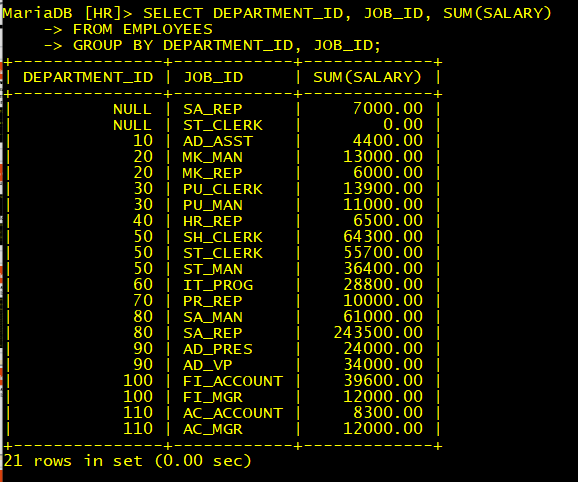 MariaDB [HR]> SELECT DEPARTMENT_ID, JOB_ID, SUM(SALARY)
    -> FROM EMPLOYEES
    -> GROUP BY DEPARTMENT_ID, JOB_ID;
+---------------+------------+-------------+
| DEPARTMENT_ID | JOB_ID     | SUM(SALARY) |
+---------------+------------+-------------+
|          NULL | SA_REP     |     7000.00 |
|          NULL | ST_CLERK   |        0.00 |
|            10 | AD_ASST    |     4400.00 |
|            20 | MK_MAN     |    13000.00 |
|            20 | MK_REP     |     6000.00 |
|            30 | PU_CLERK   |    13900.00 |
|            30 | PU_MAN     |    11000.00 |
|            40 | HR_REP     |     6500.00 |
|            50 | SH_CLERK   |    64300.00 |
|            50 | ST_CLERK   |    55700.00 |
|            50 | ST_MAN     |    36400.00 |
|            60 | IT_PROG    |    28800.00 |
|            70 | PR_REP     |    10000.00 |
|            80 | SA_MAN     |    61000.00 |
|            80 | SA_REP     |   243500.00 |
|            90 | AD_PRES    |    24000.00 |
|            90 | AD_VP      |    34000.00 |
|           100 | FI_ACCOUNT |    39600.00 |
|           100 | FI_MGR     |    12000.00 |
|           110 | AC_ACCOUNT |     8300.00 |
|           110 | AC_MGR     |    12000.00 |
+---------------+------------+-------------+
21 rows in set (0.00 sec)